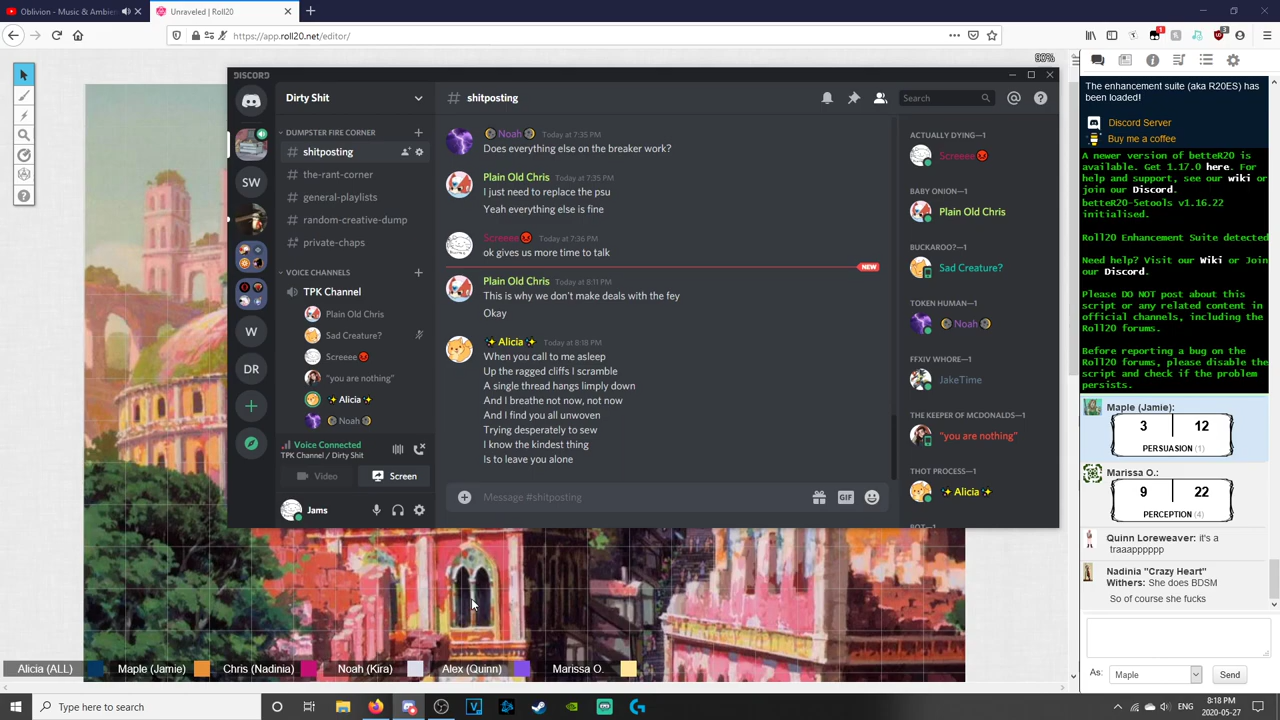 Oblivion - Music & Ambien
Unraveled | Roll20
https://app.roll20.net/editor/
90%
DISCORD
Dirty Shit
# shitposting
Search
DUMPSTER FIRE CORNER
# shitposting
# the-rant-corner
# general-playlists
# random-creative-dump
# private-chaps
VOICE CHANNELS
TPK Channel
Plain Old Chris
Sad Creature?
Screeee
"you are nothing"
Alicia
Noah
SW
W
DR
Voice Connected
TPK Channel / Dirty Shit
Video
Screen
Jams
Noah Today at 7:35 PM
Does everything else on the breaker work?
Plain Old Chris Today at 7:35 PM
I just need to replace the psu
Yeah everything else is fine
Screeee Today at 7:36 PM
ok gives us more time to talk
NEW
Plain Old Chris Today at 8:11 PM
This is why we don't make deals with the fey
Okay
Alicia Today at 8:18 PM
When you call to me asleep
Up the ragged cliffs I scramble
A single thread hangs limply down
And I breathe not now, not now
And I find you all unwoven
Trying desperately to sew
I know the kindest thing
Is to leave you alone
Message #shitposting
GIF
ACTUALLY DYING—1
Screeee
BABY ONION—1
Plain Old Chris
BUCKAROO?—1
Sad Creature?
TOKEN HUMAN—1
Noah
FFXIV WHORE—1
JakeTime
THE KEEPER OF MCDONALDS—1
"you are nothing"
THOT PROCESS—1
Alicia
The enhancement suite (aka R20ES) has
been loaded!
Discord Server
Buy me a coffee
A newer version of betteR20 is
available. Get 1.17.0 here. For
help and support, see our wiki or
join our Discord.
betteR20-5etools v1.16.22
initialised.
Roll20 Enhancement Suite detected
Need help? Visit our Wiki or Join
our Discord.
Please DO NOT post about this
script or any related content in
official channels, including the
Roll20 forums.
Before reporting a bug on the
Roll20 forums, please disable the
script and check if the problem
persists.
Maple (Jamie):
3 12
PERSUASION (1)
Marissa O.:
9 22
PERCEPTION (4)
Quinn Loreweaver: it's a
traaapppppp
Nadinia "Crazy Heart"
Withers: She does BDSM
So of course she fucks
As: Maple Send
Alicia (ALL) Maple (Jamie) Chris (Nadinia) Noah (Kira) Alex (Quinn) Marissa O.
Type here to search
ENG
8:18 PM
2020-05-27